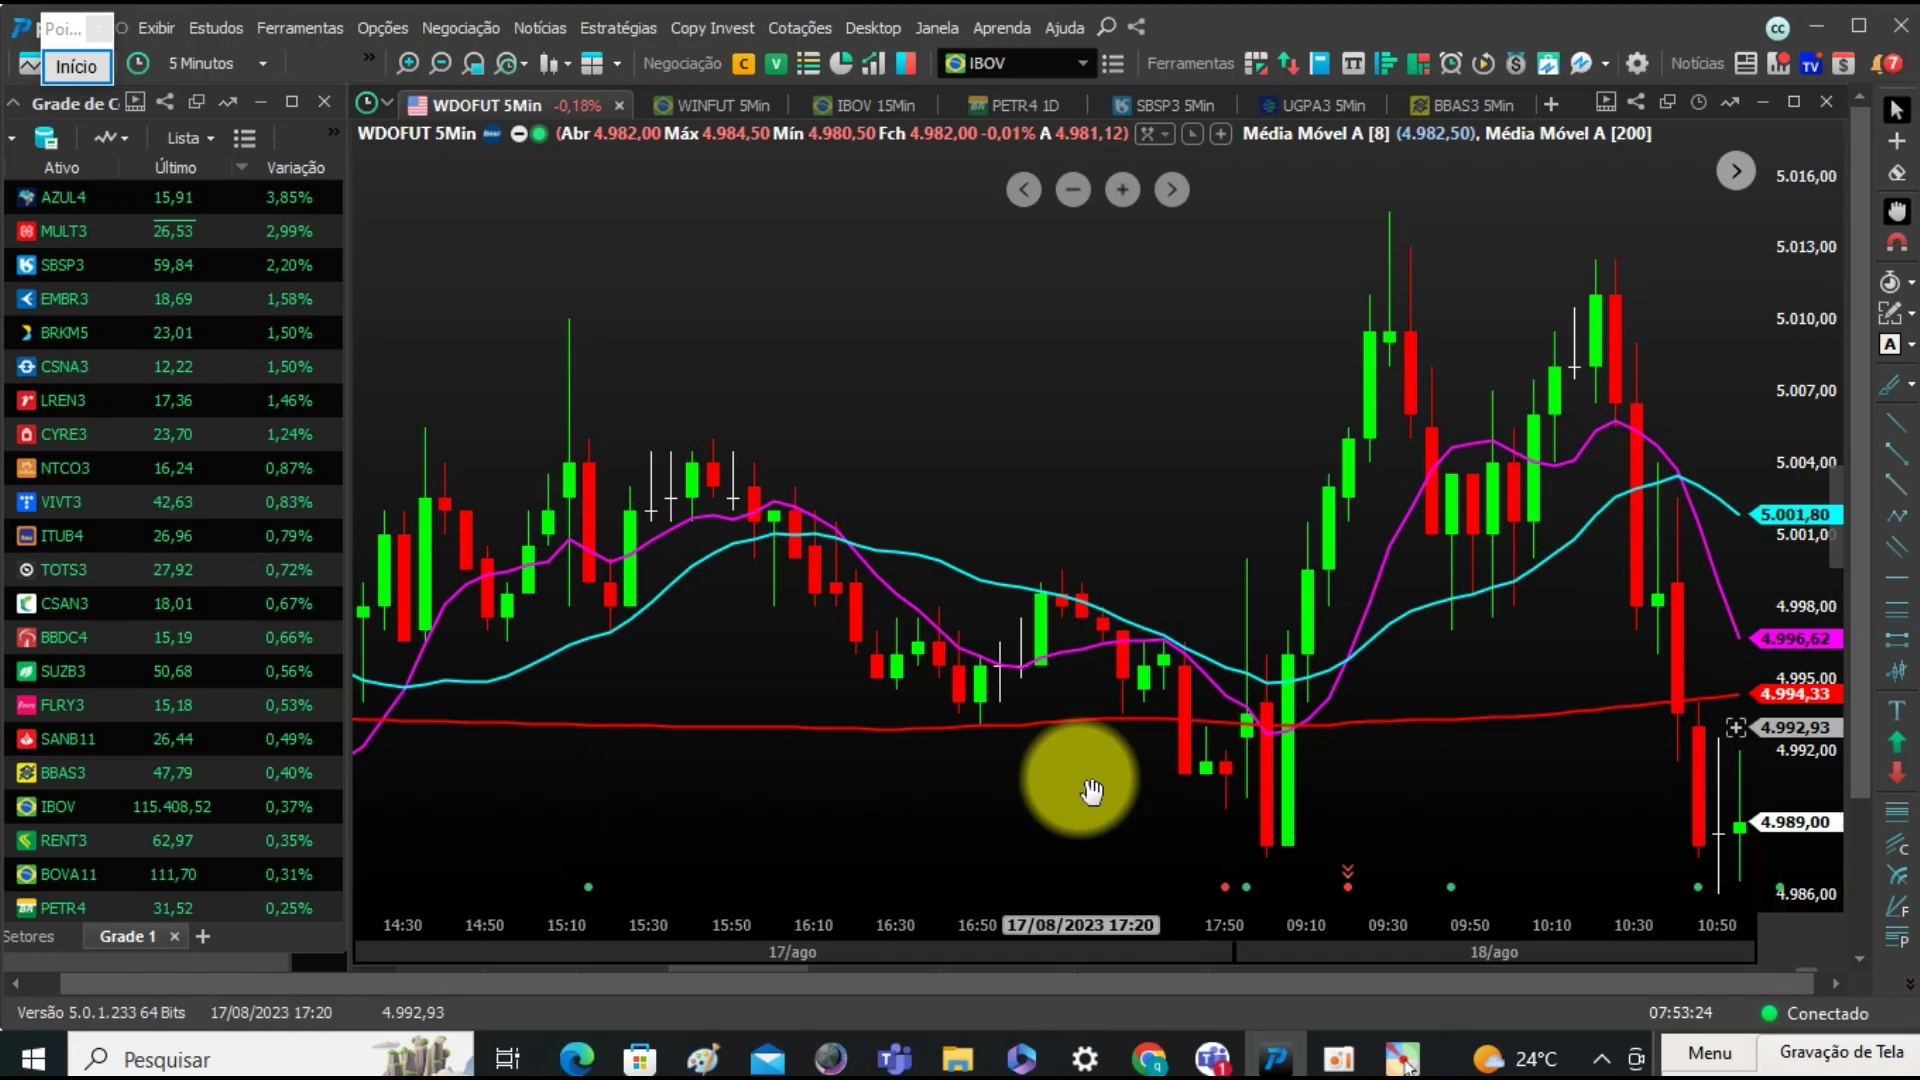 Poi...
Exibir Estudos Ferramentas Opções Negociação Notícias Estratégias Copy Invest Cotações Desktop Janela Aprenda Ajuda CC
Início 5 Minutos » Negociação C V IBOV Ferramentas Notícias TV 7
Grade de C WDOFUT 5Min -0,18% WINFUT 5Min IBOV 15Min PETR4 1D SBSP3 5Min UGPA3 5Min BBAS3 5Min
Lista »
WDOFUT 5Min (Abr 4.982,00 Máx 4.984,50 Mín 4.980,50 Fch 4.982,00 -0,01% A 4.981,12) Média Móvel A [8] (4.982,50), Média Móvel A [200]
Ativo Último Variação
AZUL4 15,91 3,85%
MULT3 26,53 2,99%
SBSP3 59,84 2,20%
EMBR3 18,69 1,58%
BRKM5 23,01 1,50%
CSNA3 12,22 1,50%
LREN3 17,36 1,46%
CYRE3 23,70 1,24%
NTCO3 16,24 0,87%
VIVT3 42,63 0,83%
ITUB4 26,96 0,79%
TOTS3 27,92 0,72%
CSAN3 18,01 0,67%
BBDC4 15,19 0,66%
SUZB3 50,68 0,56%
FLRY3 15,18 0,53%
SANB11 26,44 0,49%
BBAS3 47,79 0,40%
IBOV 115.408,52 0,37%
RENT3 62,97 0,35%
BOVA11 111,70 0,31%
PETR4 31,52 0,25%
5.016,00
5.013,00
5.010,00
5.007,00
5.004,00
5.001,80
5.001,00
4.998,00
4.996,62
4.995,00
4.994,33
4.992,93
4.992,00
4.989,00
4.986,00
14:30 14:50 15:10 15:30 15:50 16:10 16:30 16:50 17/08/2023 17:20 17:50 09:10 09:30 09:50 10:10 10:30 10:50
17/ago 18/ago
Setores Grade 1
Versão 5.0.1.233 64 Bits 17/08/2023 17:20 4.992,93 07:53:24 Conectado
Pesquisar 1 24°C Menu Gravação de Tela